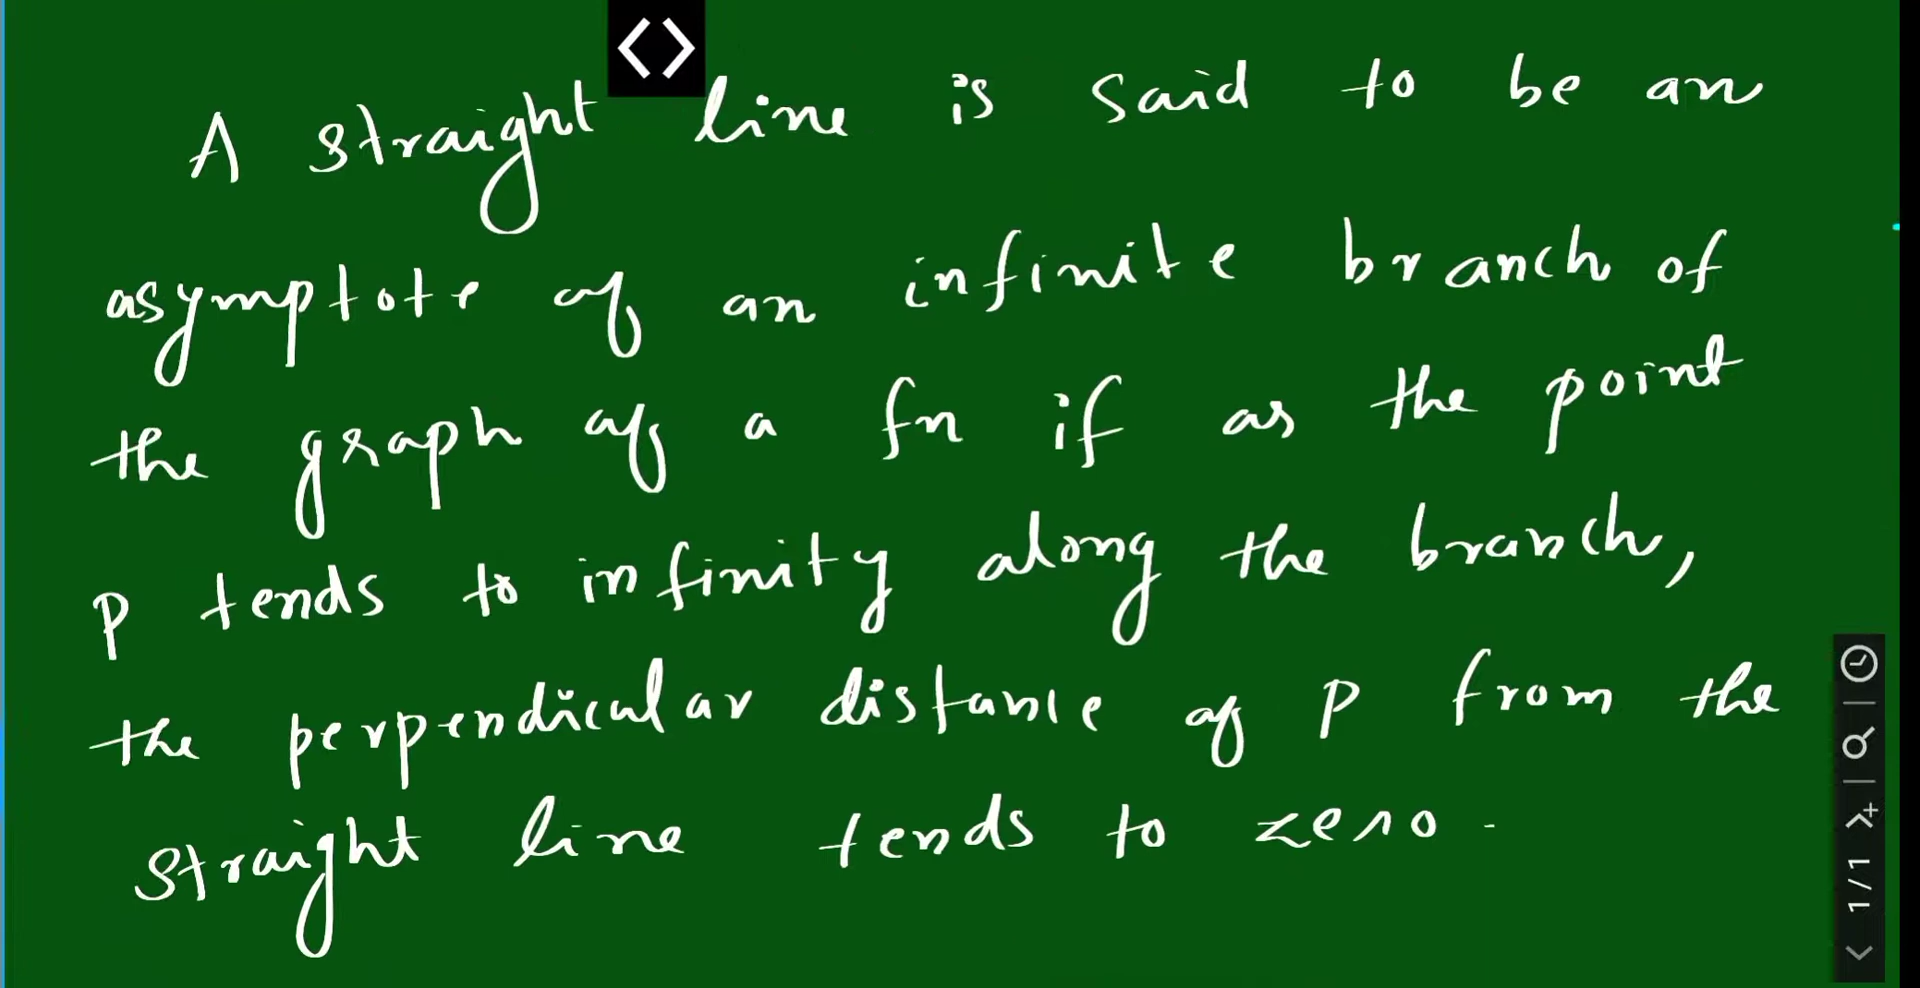 A straight line is said to be an
asymptote of an infinite branch of
the graph of a fn if as the point
P tends to infinity along the branch,
the perpendicular distance of P from the
straight line tends to zero.
1/1